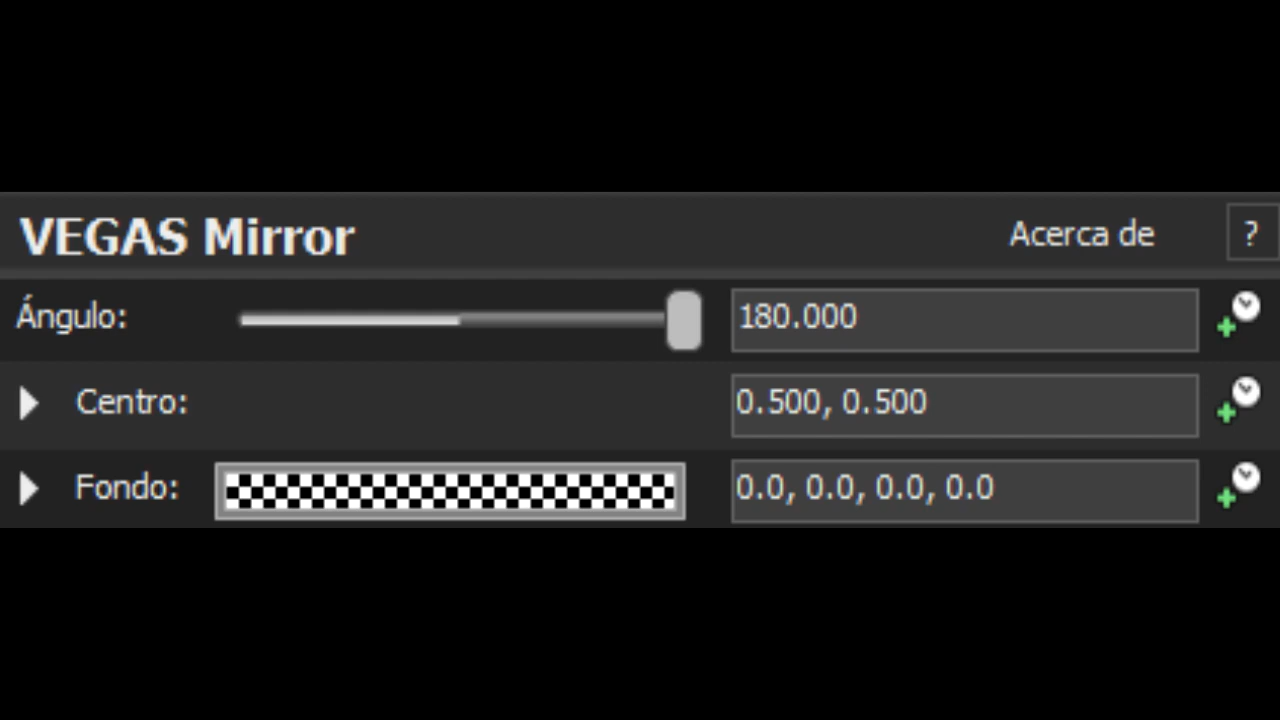 VEGAS Mirror Acerca de ?
Ángulo: 180.000
Centro: 0.500, 0.500
Fondo: 0.0, 0.0, 0.0, 0.0